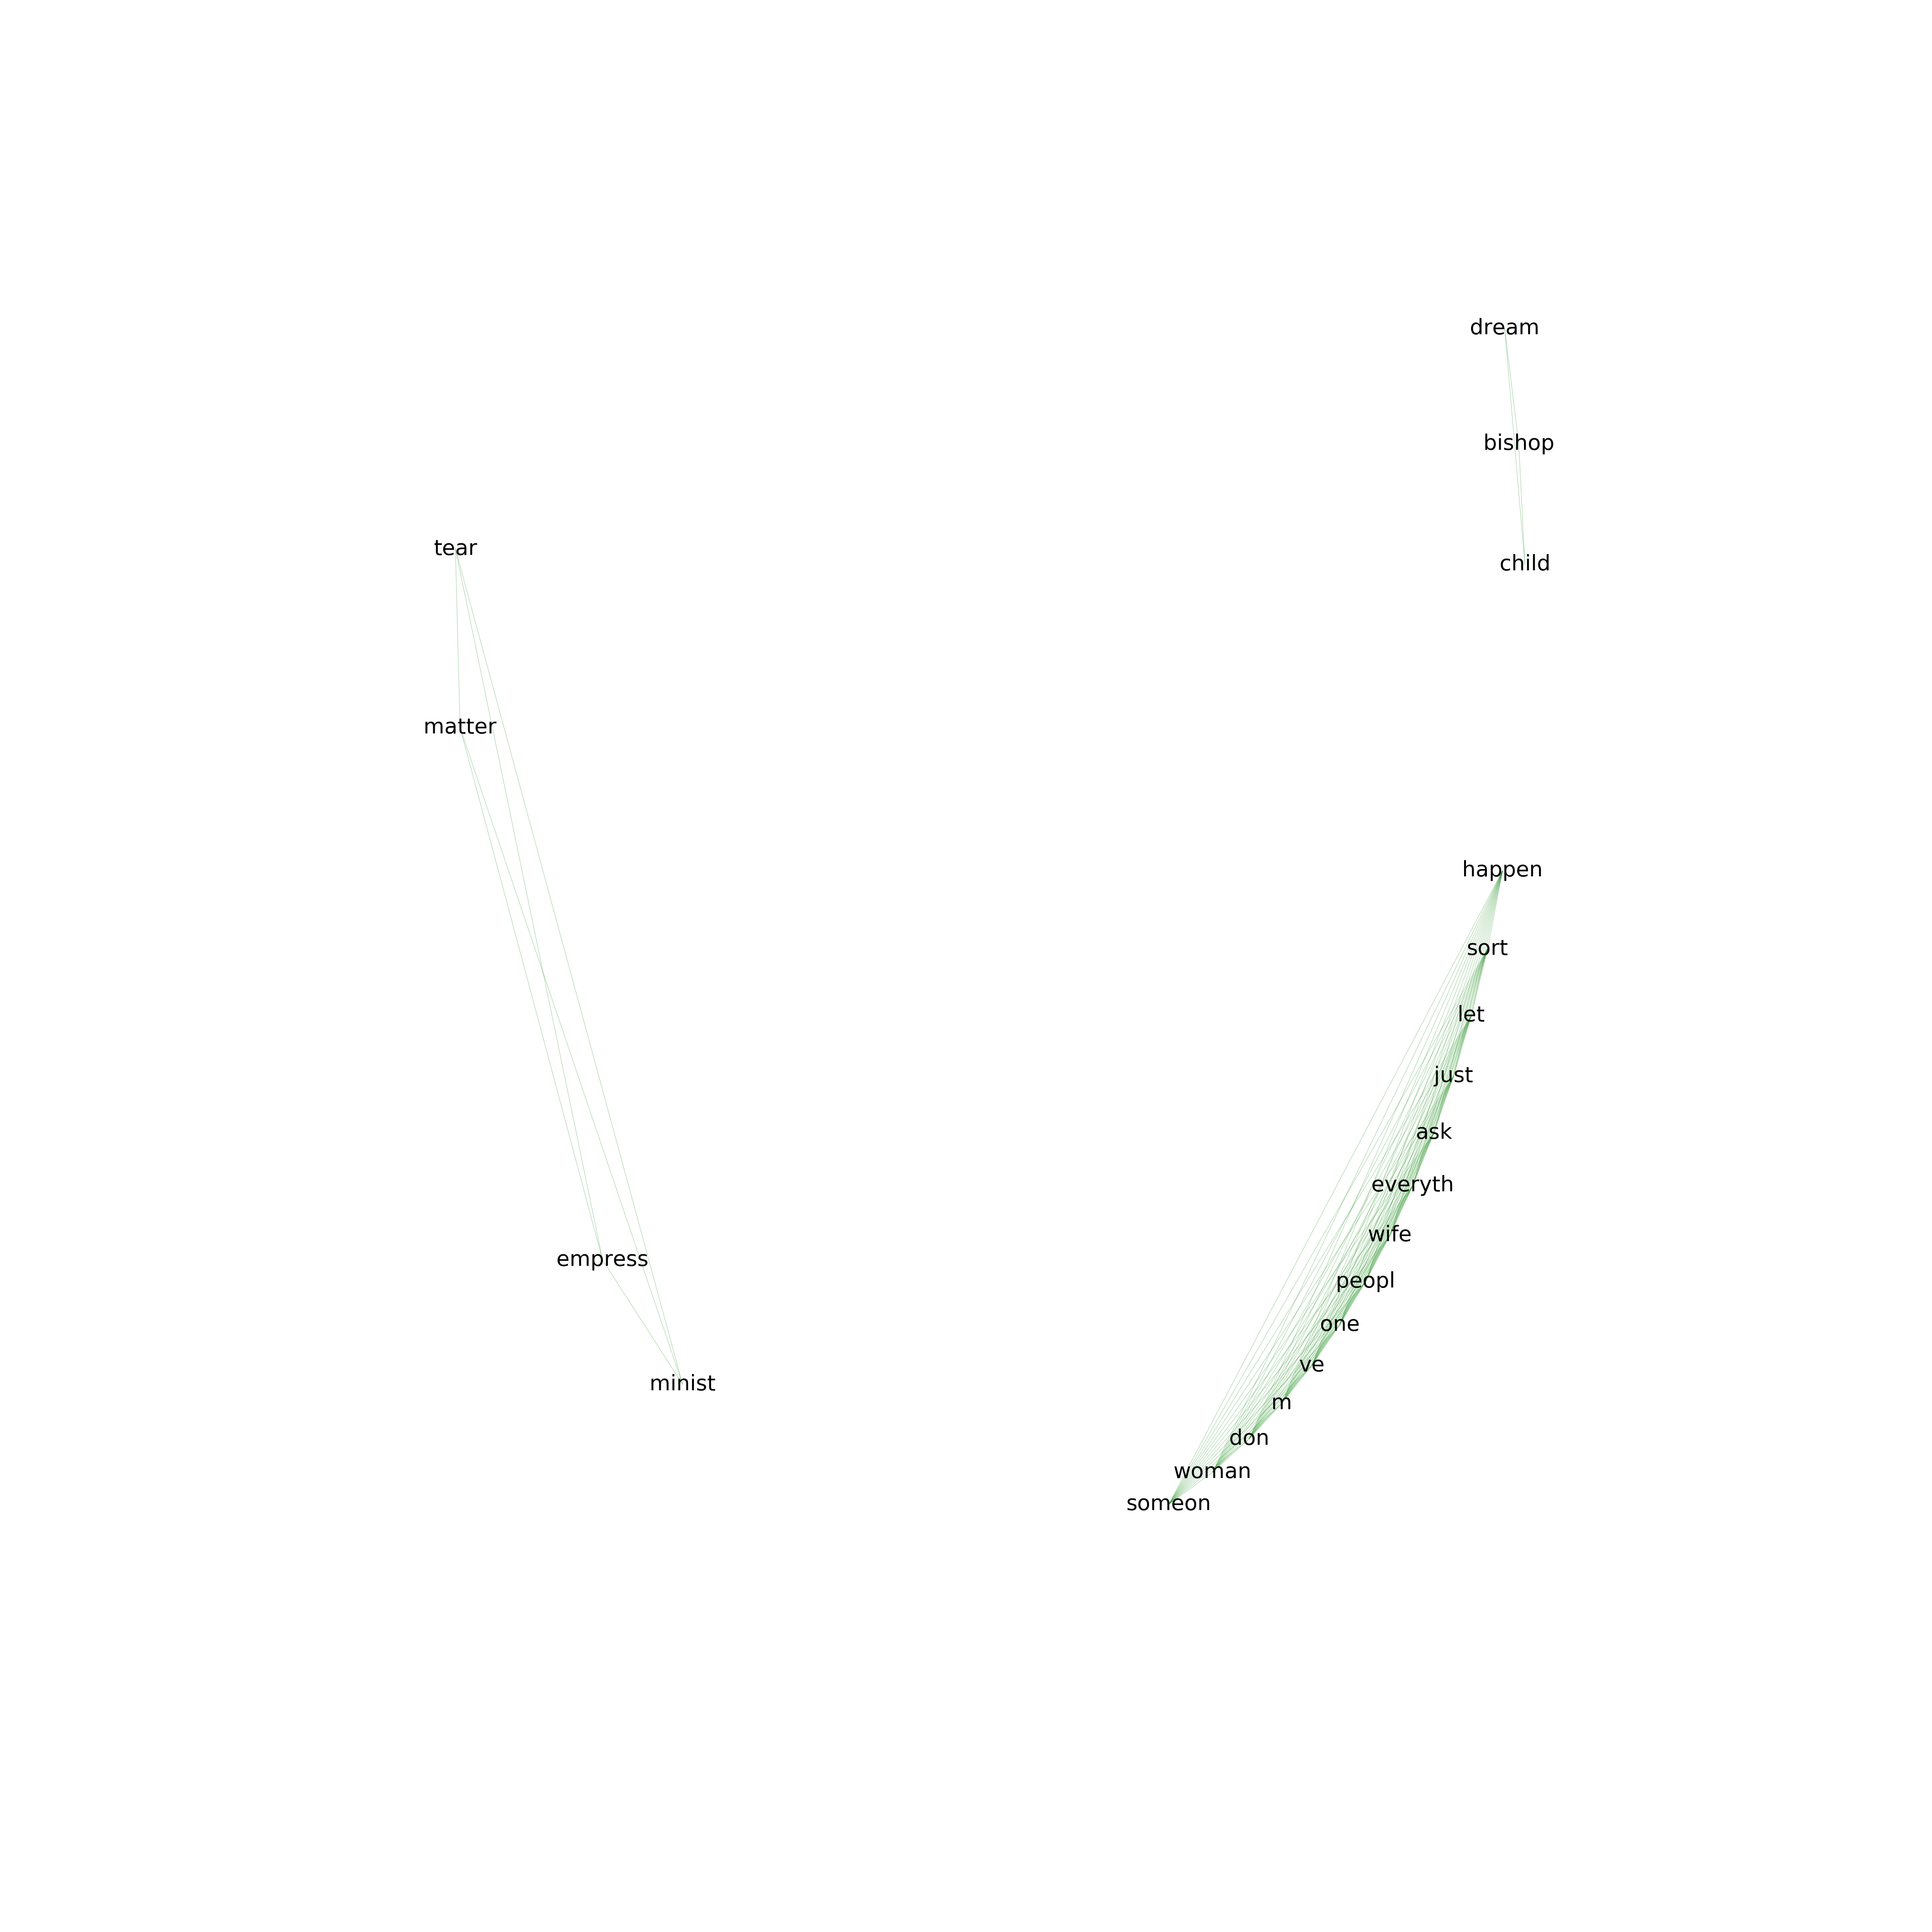 dream
bishop
tear
child
matter
happen
sort
let
just
ask
everyth
wife
empress
peopl
one
ve
minist
m
don
woman
someon